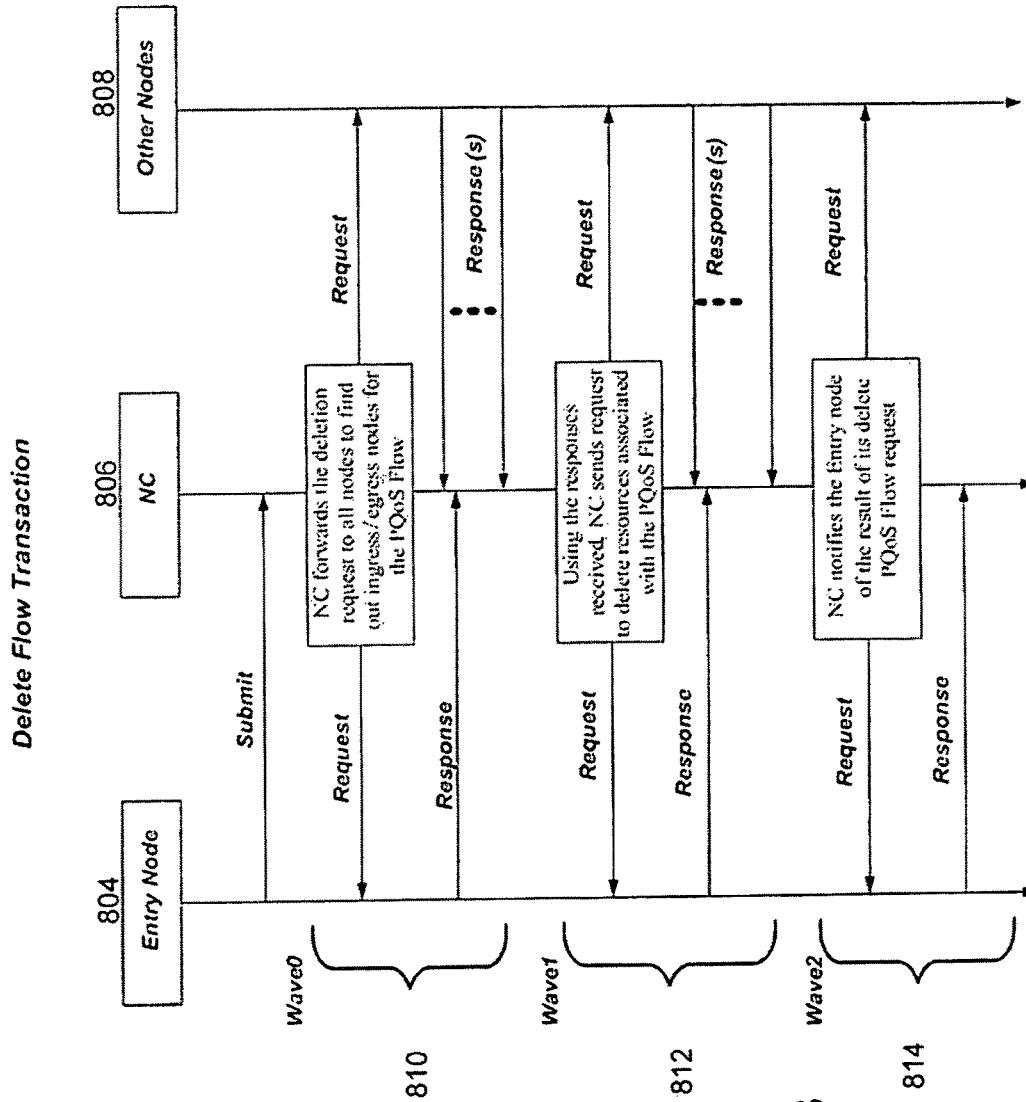 Delete Flow Transaction
804
806
808
Entry Node
NC
Other Nodes
Submit
Wave0
810
Request
NC forwards the deletion
request to all nodes to find
out ingress/egress nodes for
the PQoS Flow
Request
Response
Response(s)
Wave1
812
Request
Using the responses
received, NC sends request
to delete resources associated
with the PQoS Flow
Request
Response
Response(s)
Wave2
814
Request
NC notifies the Entry node
of the result of its delete
PQoS Flow request
Request
Response